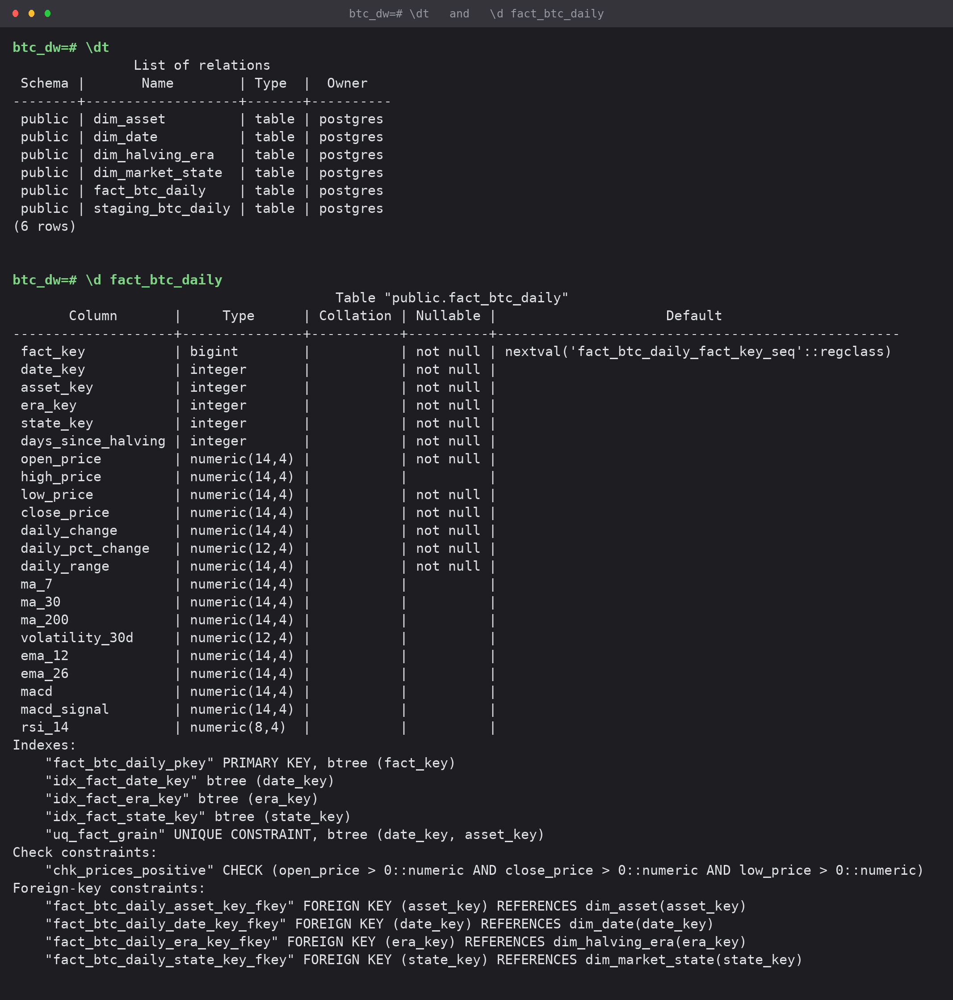 btc_dw=# \dt   and   \d fact_btc_daily
btc_dw=# \dt
               List of relations
 Schema |       Name        | Type  |  Owner
--------+-------------------+-------+----------
 public | dim_asset         | table | postgres
 public | dim_date          | table | postgres
 public | dim_halving_era   | table | postgres
 public | dim_market_state  | table | postgres
 public | fact_btc_daily    | table | postgres
 public | staging_btc_daily | table | postgres
(6 rows)
btc_dw=# \d fact_btc_daily
                                        Table "public.fact_btc_daily"
       Column       |     Type      | Collation | Nullable |                     Default
--------------------+---------------+-----------+----------+--------------------------------------------------
 fact_key           | bigint        |           | not null | nextval('fact_btc_daily_fact_key_seq'::regclass)
 date_key           | integer       |           | not null |
 asset_key          | integer       |           | not null |
 era_key            | integer       |           | not null |
 state_key          | integer       |           | not null |
 days_since_halving | integer       |           | not null |
 open_price         | numeric(14,4) |           | not null |
 high_price         | numeric(14,4) |           |          |
 low_price          | numeric(14,4) |           | not null |
 close_price        | numeric(14,4) |           | not null |
 daily_change       | numeric(14,4) |           | not null |
 daily_pct_change   | numeric(12,4) |           | not null |
 daily_range        | numeric(14,4) |           | not null |
 ma_7               | numeric(14,4) |           |          |
 ma_30              | numeric(14,4) |           |          |
 ma_200             | numeric(14,4) |           |          |
 volatility_30d     | numeric(12,4) |           |          |
 ema_12             | numeric(14,4) |           |          |
 ema_26             | numeric(14,4) |           |          |
 macd               | numeric(14,4) |           |          |
 macd_signal        | numeric(14,4) |           |          |
 rsi_14             | numeric(8,4)  |           |          |
Indexes:
    "fact_btc_daily_pkey" PRIMARY KEY, btree (fact_key)
    "idx_fact_date_key" btree (date_key)
    "idx_fact_era_key" btree (era_key)
    "idx_fact_state_key" btree (state_key)
    "uq_fact_grain" UNIQUE CONSTRAINT, btree (date_key, asset_key)
Check constraints:
    "chk_prices_positive" CHECK (open_price > 0::numeric AND close_price > 0::numeric AND low_price > 0::numeric)
Foreign-key constraints:
    "fact_btc_daily_asset_key_fkey" FOREIGN KEY (asset_key) REFERENCES dim_asset(asset_key)
    "fact_btc_daily_date_key_fkey" FOREIGN KEY (date_key) REFERENCES dim_date(date_key)
    "fact_btc_daily_era_key_fkey" FOREIGN KEY (era_key) REFERENCES dim_halving_era(era_key)
    "fact_btc_daily_state_key_fkey" FOREIGN KEY (state_key) REFERENCES dim_market_state(state_key)